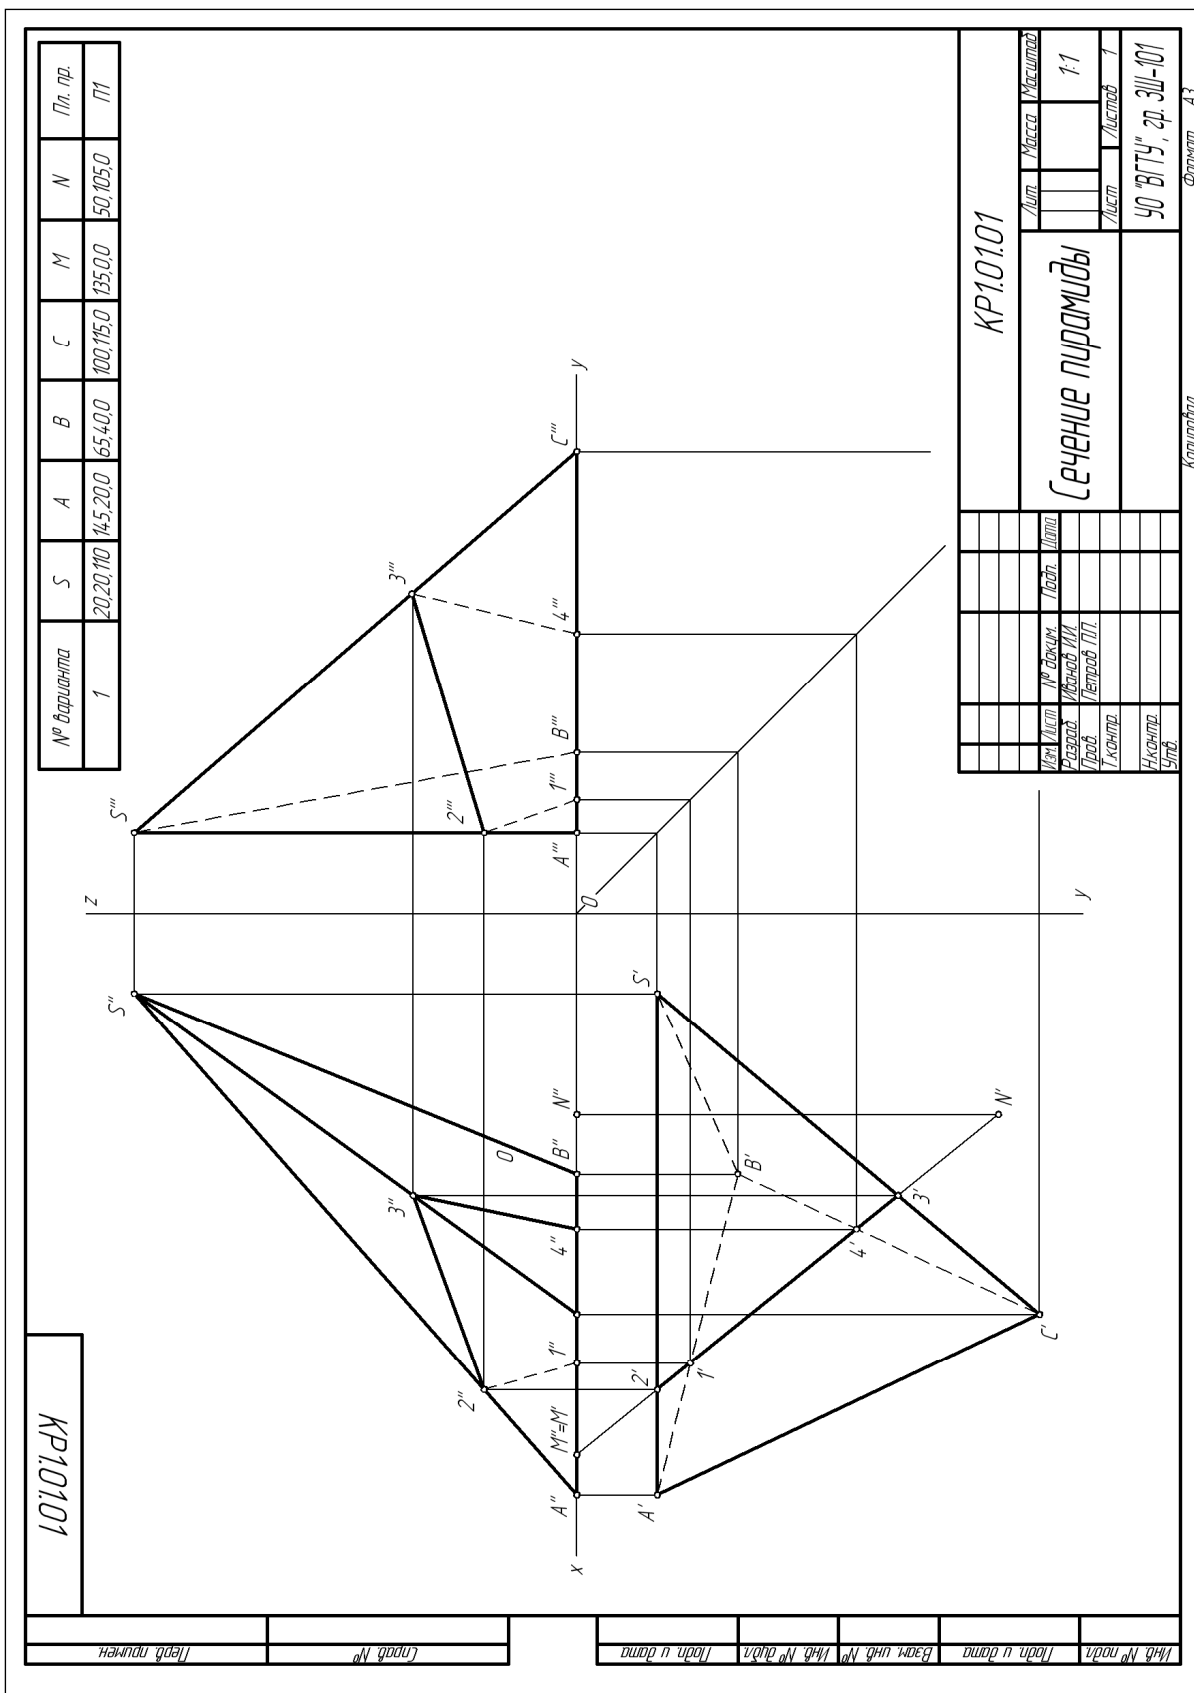 КР1.01.01
№ варианта S A B C M N Пл. пр.
1 20,20,110 145,20,0 65,40,0 100,115,0 135,0,0 50,105,0 П1
z
S" S'''
3" 3'''
2" 2'''
0
x A" M"=M' 1" 4" B" N" O A''' 1''' B''' 4''' C''' y
A' 2' S'
1' B'
4'
3'
N'
C'
y
КР1.01.01
Изм. Лист № докум. Подп. Дата
Разраб. Иванов И.И.
Пров. Петров П.П.
Т.контр.
Н.контр.
Утв.
Сечение пирамиды
Лит. Масса Масштаб
1:1
Лист Листов 1
УО "ВГТУ", гр. ЗШ-101
Копировал Формат А3
Перв. примен.
Справ. №
Подп. и дата
Инв. № дубл.
Взам. инв. №
Подп. и дата
Инв. № подл.